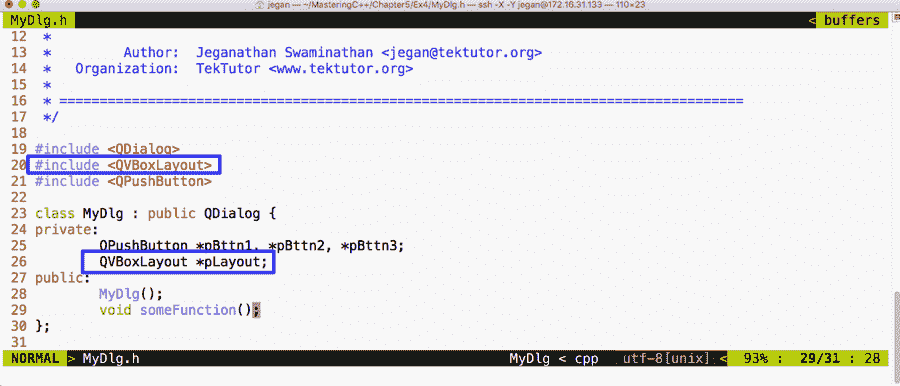 jegan — ~/MasteringC++/Chapter5/Ex4/MyDlg.h — ssh -X -Y jegan@172.16.31.133 — 110×23
MyDlg.h < buffers
12 *
13 * Author: Jeganathan Swaminathan <jegan@tektutor.org>
14 * Organization: TekTutor <www.tektutor.org>
15 *
16 * =====================================================================================
17 */
18
19 #include <QDialog>
20 #include <QVBoxLayout>
21 #include <QPushButton>
22
23 class MyDlg : public QDialog {
24 private:
25 QPushButton *pBttn1, *pBttn2, *pBttn3;
26 QVBoxLayout *pLayout;
27 public:
28 MyDlg();
29 void someFunction();
30 };
31
NORMAL > MyDlg.h MyDlg < cpp utf-8[unix] < 93% : 29/31 : 28